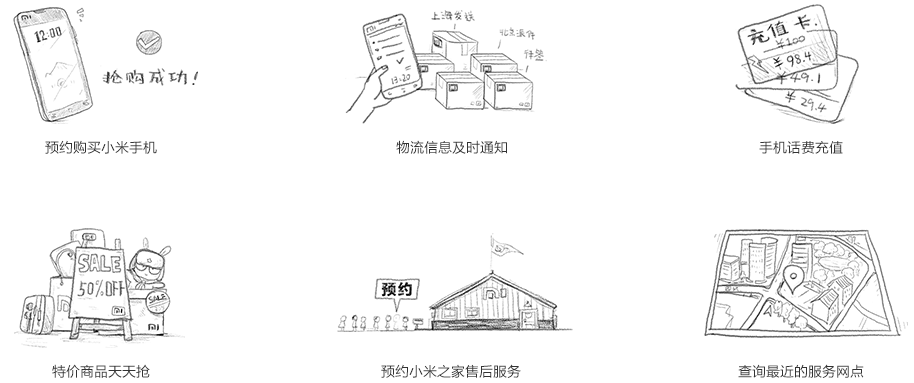 mi
12:00
抢购成功!
上海发送
北京派件
13:20
充值卡
¥100
¥98.4
¥49.1
¥29.4
预约购买小米手机
物流信息及时通知
手机话费充值
SALE
50%OFF
SALE
mi
预约
mi
特价商品天天抢
预约小米之家售后服务
查询最近的服务网点